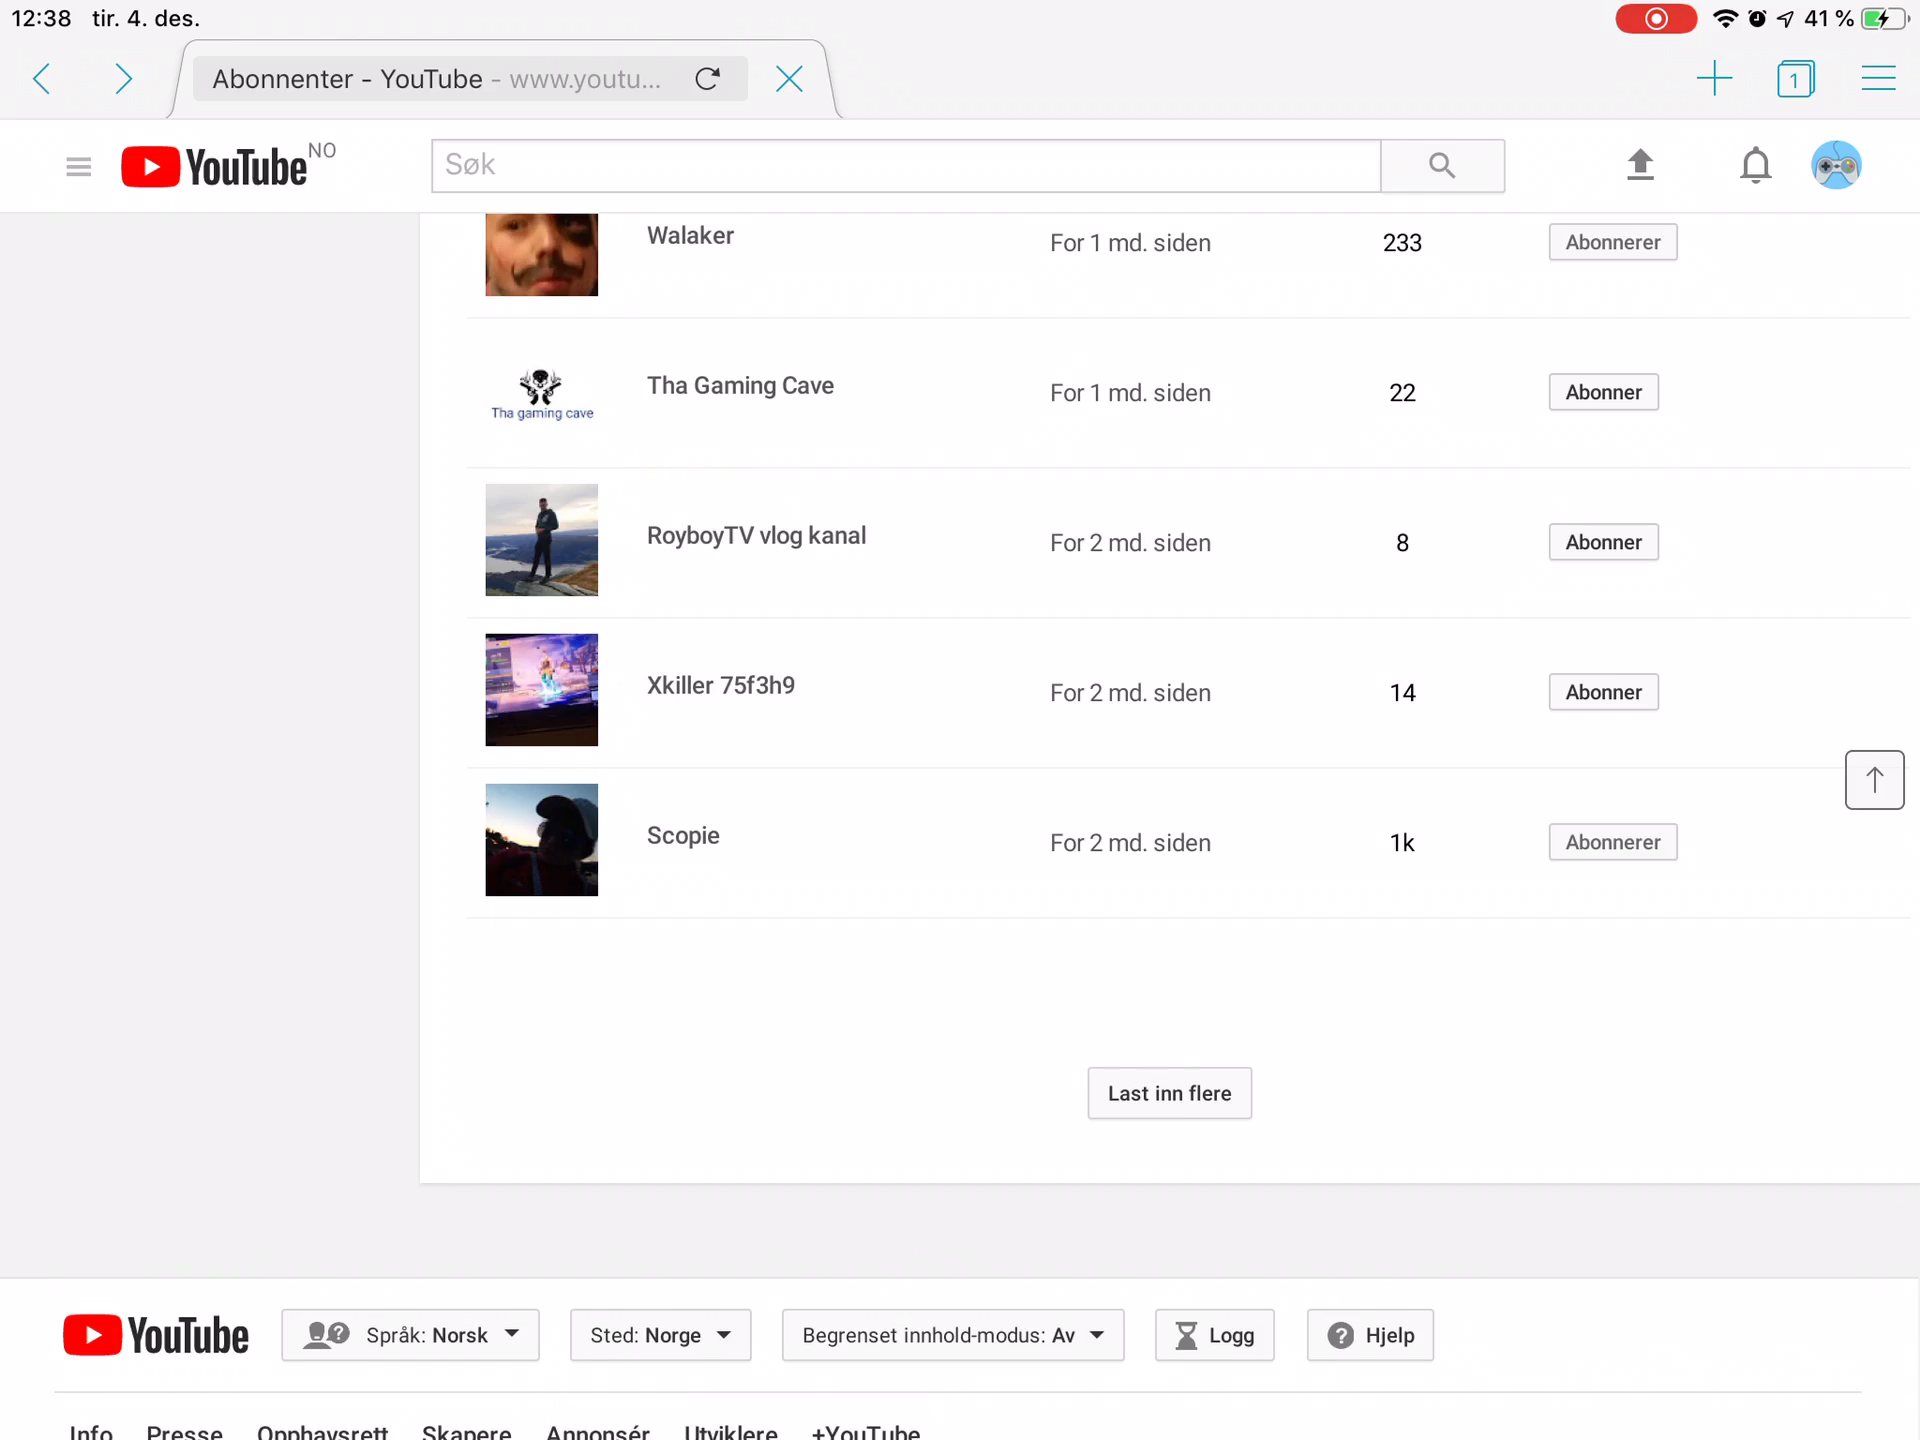 12:38 tir. 4. des. 41 %
Abonnenter - YouTube - www.youtu... 1
YouTube NO Søk
Walaker For 1 md. siden 233 Abonnerer
Tha gaming cave Tha Gaming Cave For 1 md. siden 22 Abonner
RoyboyTV vlog kanal For 2 md. siden 8 Abonner
Xkiller 75f3h9 For 2 md. siden 14 Abonner
Scopie For 2 md. siden 1k Abonnerer
Last inn flere
YouTube Språk: Norsk Sted: Norge Begrenset innhold-modus: Av Logg Hjelp
Info Presse Opphavsrett Skapere Annonsér Utviklere +YouTube